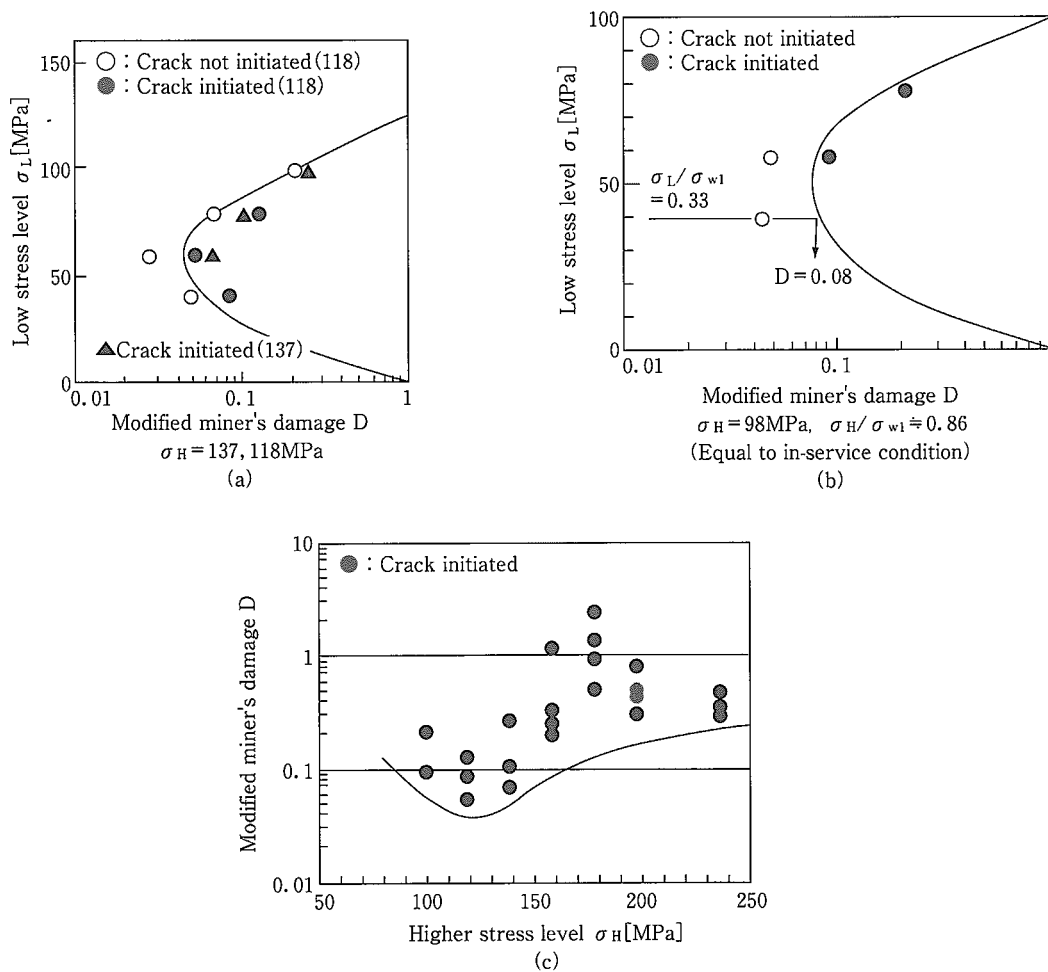 ○ : Crack not initiated(118)
● : Crack initiated(118)
▲Crack initiated(137)
Low stress level σL[MPa]
150
100
50
0
0.01
0.1
1
Modified miner's damage D
σH=137, 118MPa
(a)
○ : Crack not initiated
● : Crack initiated
σL/σw1
=0.33
D=0.08
Low stress level σL[MPa]
100
50
0
0.01
0.1
Modified miner's damage D
σH=98MPa, σH/σw1≒0.86
(Equal to in-service condition)
(b)
● : Crack initiated
Modified miner's damage D
10
1
0.1
0.01
50
100
150
200
250
Higher stress level σH[MPa]
(c)